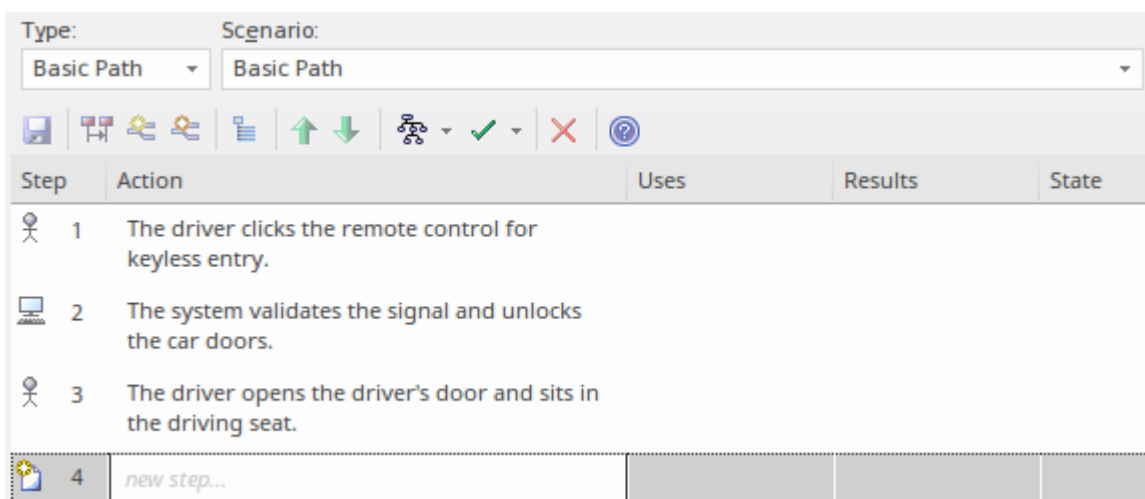 Type: Scenario:
Basic Path Basic Path
Step Action Uses Results State
1 The driver clicks the remote control for
keyless entry.
2 The system validates the signal and unlocks
the car doors.
3 The driver opens the driver's door and sits in
the driving seat.
4 new step...